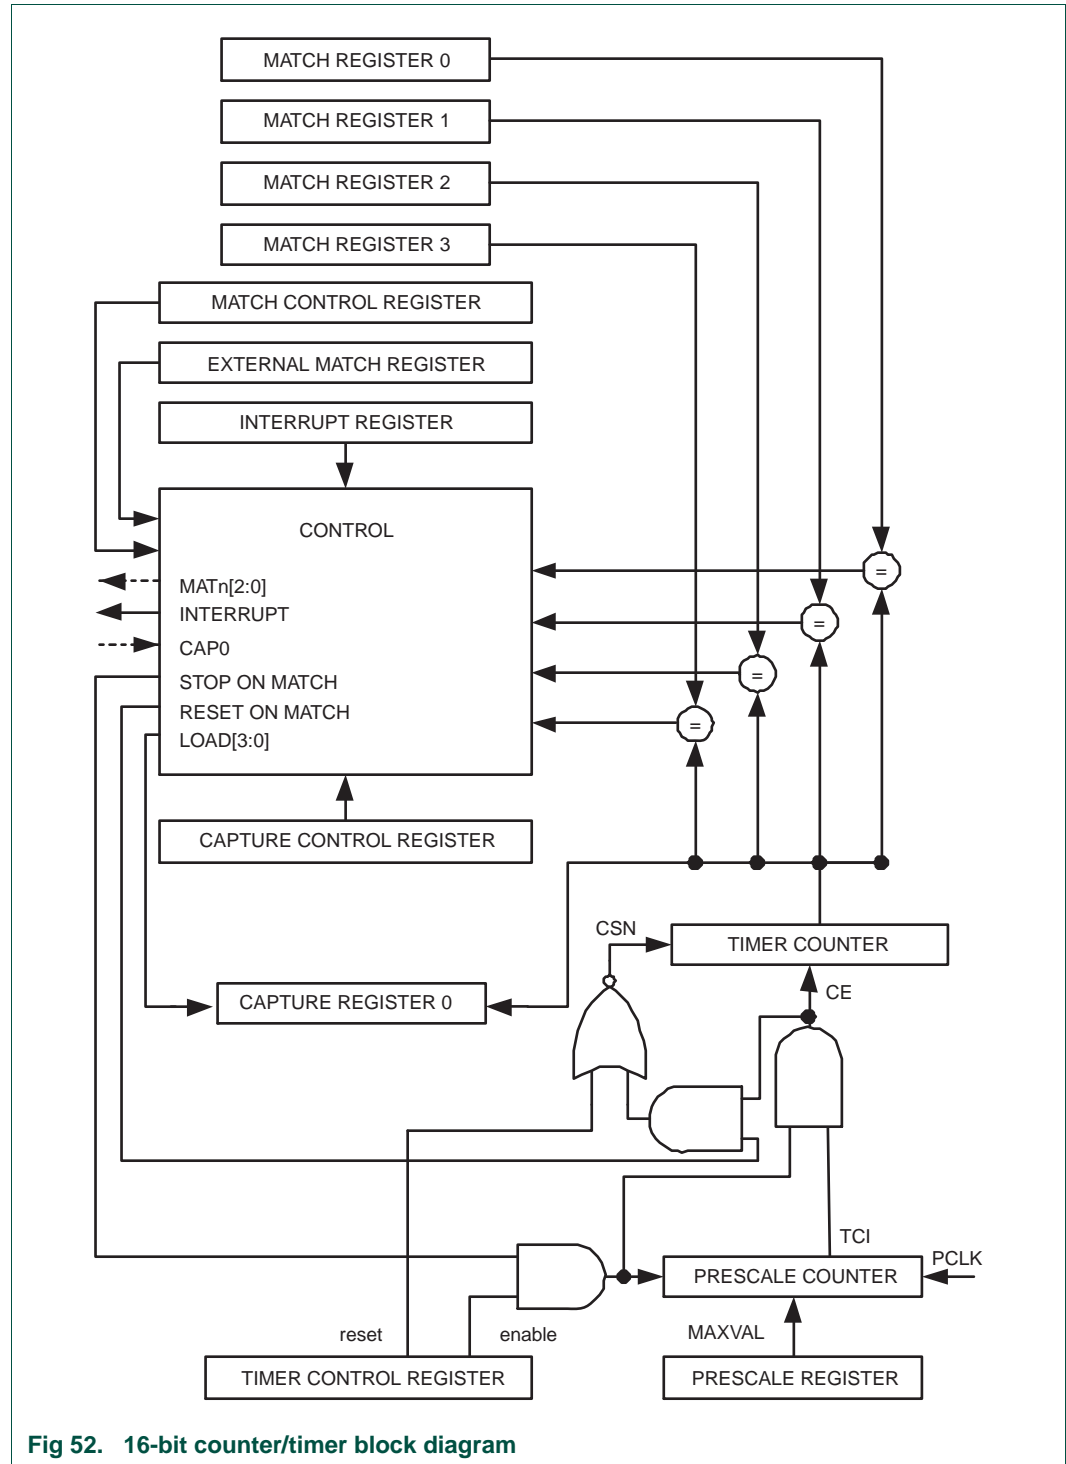 MATCH REGISTER 0
MATCH REGISTER 1
MATCH REGISTER 2
MATCH REGISTER 3
MATCH CONTROL REGISTER
EXTERNAL MATCH REGISTER
INTERRUPT REGISTER
CONTROL
=
=
=
=
MATn[2:0]
INTERRUPT
CAP0
STOP ON MATCH
RESET ON MATCH
LOAD[3:0]
CAPTURE CONTROL REGISTER
CSN
TIMER COUNTER
CE
CAPTURE REGISTER 0
TCI
PCLK
PRESCALE COUNTER
reset
enable
MAXVAL
TIMER CONTROL REGISTER
PRESCALE REGISTER
Fig 52. 16-bit counter/timer block diagram